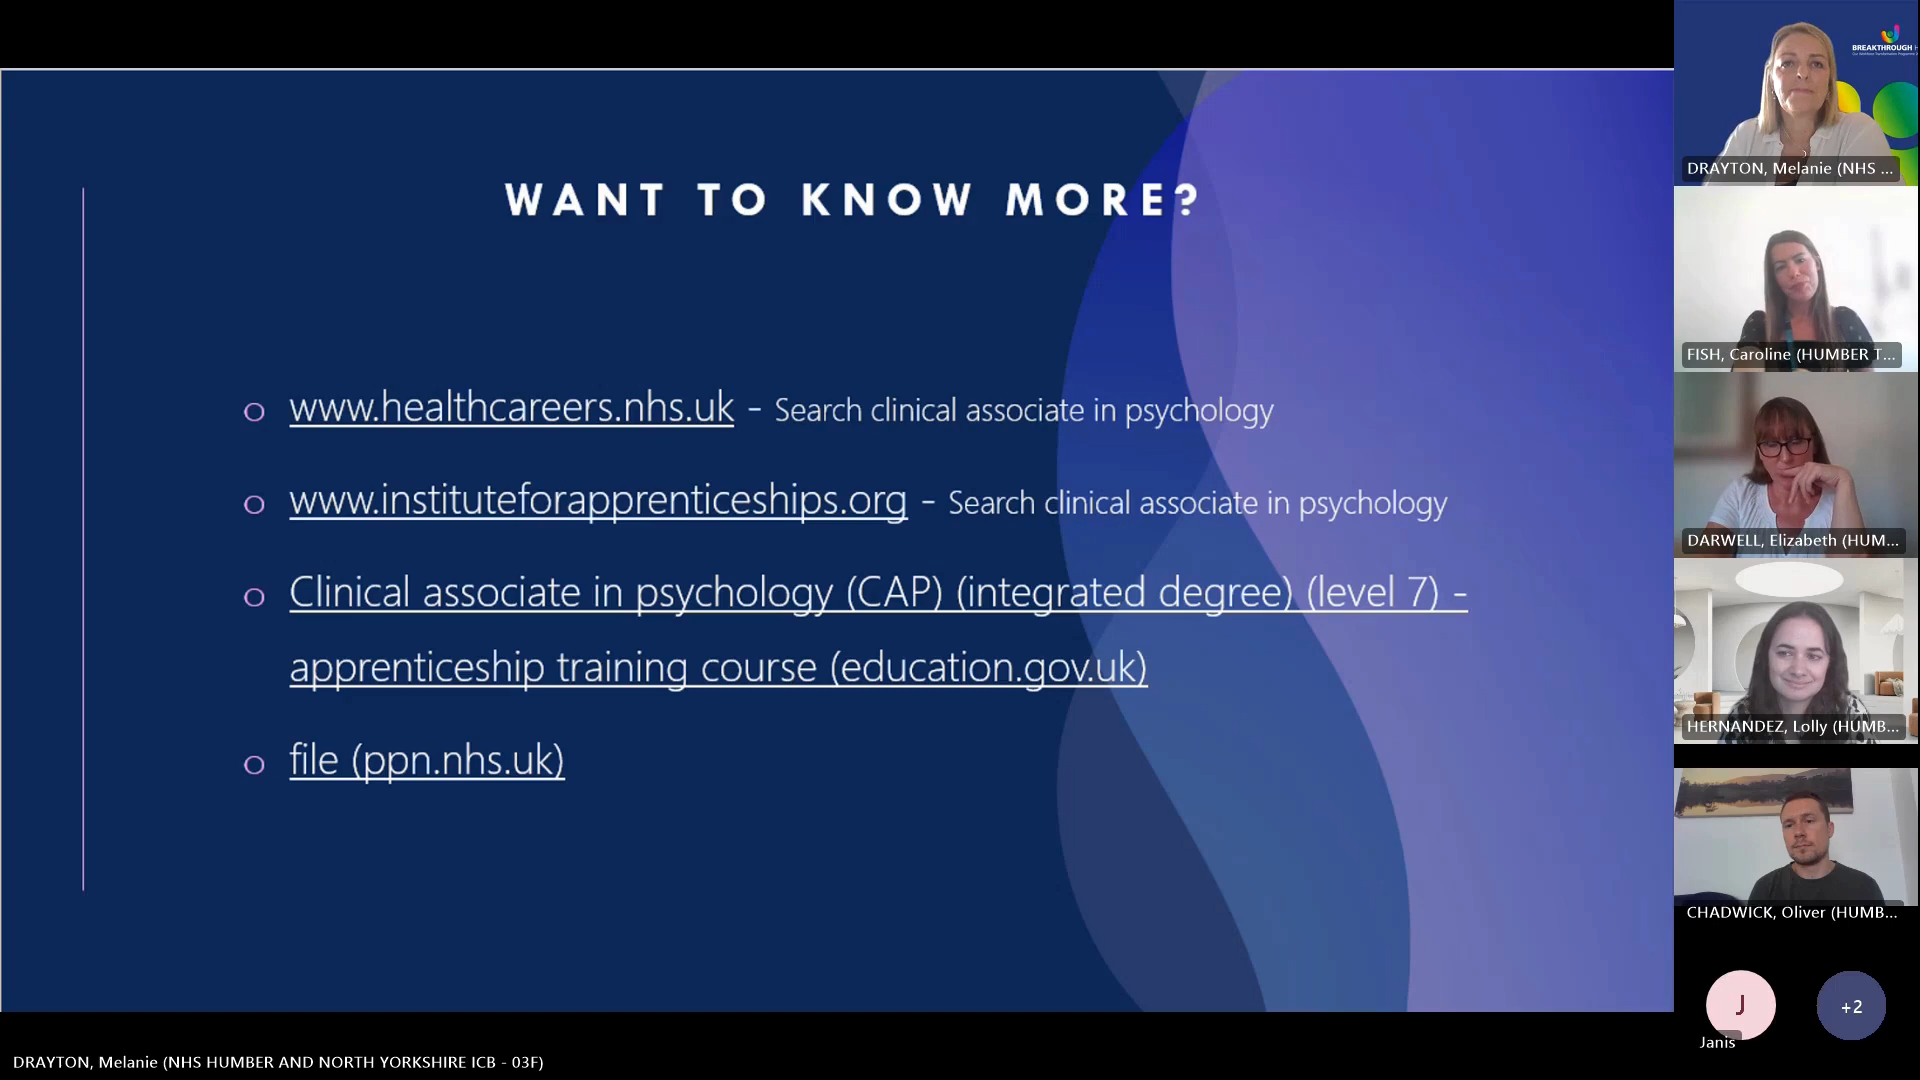 WANT TO KNOW MORE?
o www.healthcareers.nhs.uk - Search clinical associate in psychology
o www.instituteforapprenticeships.org - Search clinical associate in psychology
o Clinical associate in psychology (CAP) (integrated degree) (level 7) -
apprenticeship training course (education.gov.uk)
o file (ppn.nhs.uk)
BREAKTHROUGH H
DRAYTON, Melanie (NHS ...
FISH, Caroline (HUMBER T...
DARWELL, Elizabeth (HUM...
HERNANDEZ, Lolly (HUMB...
CHADWICK, Oliver (HUMB...
J
+2
Janis
DRAYTON, Melanie (NHS HUMBER AND NORTH YORKSHIRE ICB - 03F)